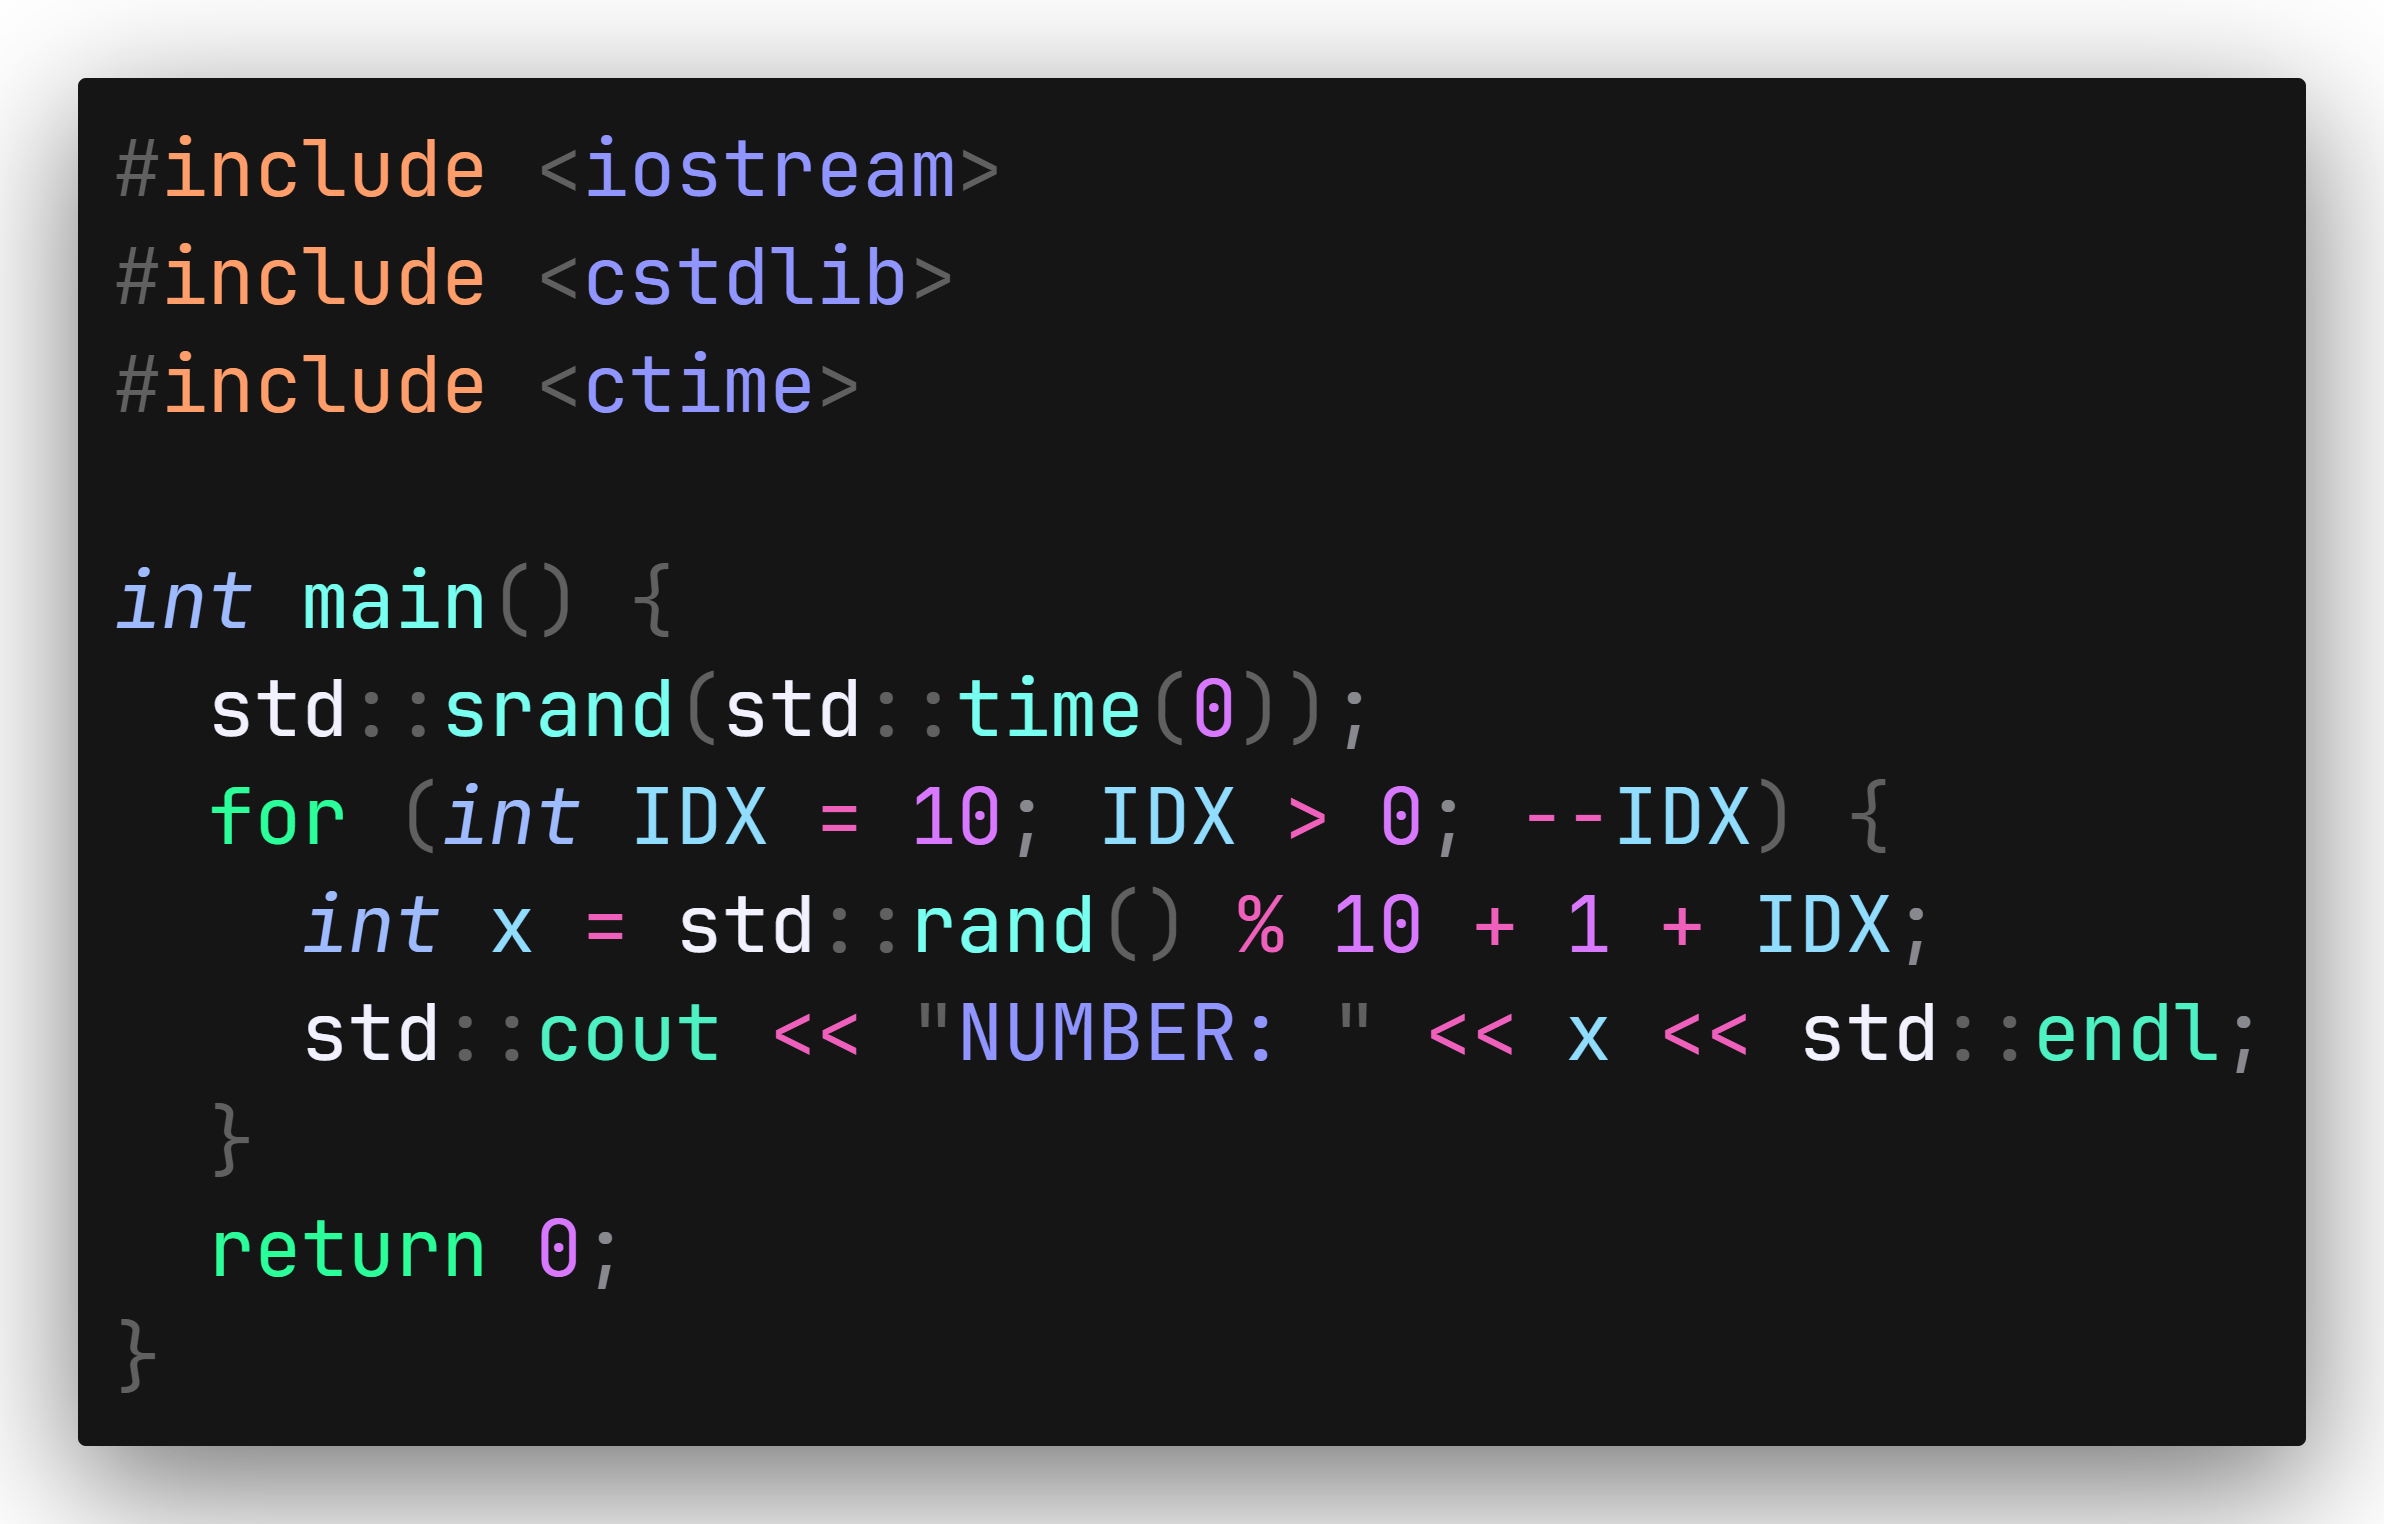 #include <iostream>
#include <cstdlib>
#include <ctime>

int main() {
  std::srand(std::time(0));
  for (int IDX = 10; IDX > 0; --IDX) {
    int x = std::rand() % 10 + 1 + IDX;
    std::cout << "NUMBER: " << x << std::endl;
  }
  return 0;
}